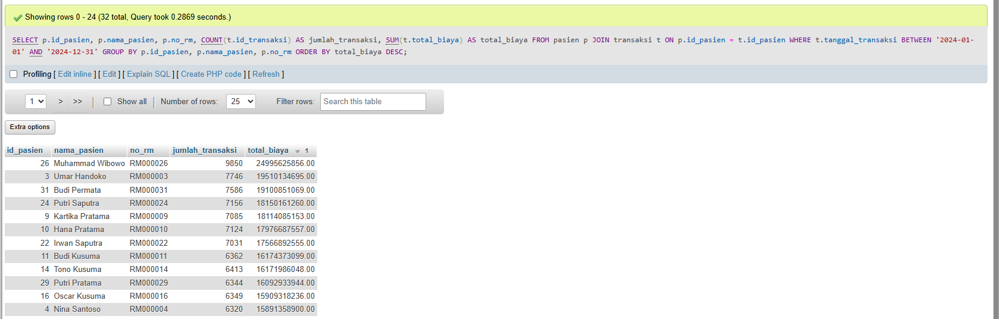 Showing rows 0 - 24 (32 total, Query took 0.2869 seconds.)
SELECT p.id_pasien, p.nama_pasien, p.no_rm, COUNT(t.id_transaksi) AS jumlah_transaksi, SUM(t.total_biaya) AS total_biaya FROM pasien p JOIN transaksi t ON p.id_pasien = t.id_pasien WHERE t.tanggal_transaksi BETWEEN '2024-01-
01' AND '2024-12-31' GROUP BY p.id_pasien, p.nama_pasien, p.no_rm ORDER BY total_biaya DESC;
Profiling [ Edit inline ] [ Edit ] [ Explain SQL ] [ Create PHP code ] [ Refresh ]
1 > >> | Show all | Number of rows: 25 Filter rows: Search this table
Extra options
id_pasien nama_pasien no_rm jumlah_transaksi total_biaya 1
26 Muhammad Wibowo RM000026 9850 24995625856.00
3 Umar Handoko RM000003 7746 19510134695.00
31 Budi Permata RM000031 7586 19100851069.00
24 Putri Saputra RM000024 7156 18150161260.00
9 Kartika Pratama RM000009 7085 18114085153.00
10 Hana Pratama RM000010 7124 17976687557.00
22 Irwan Saputra RM000022 7031 17566892555.00
11 Budi Kusuma RM000011 6362 16174373099.00
14 Tono Kusuma RM000014 6413 16171986048.00
29 Putri Pratama RM000029 6344 16092933944.00
16 Oscar Kusuma RM000016 6349 15909318236.00
4 Nina Santoso RM000004 6320 15891358900.00